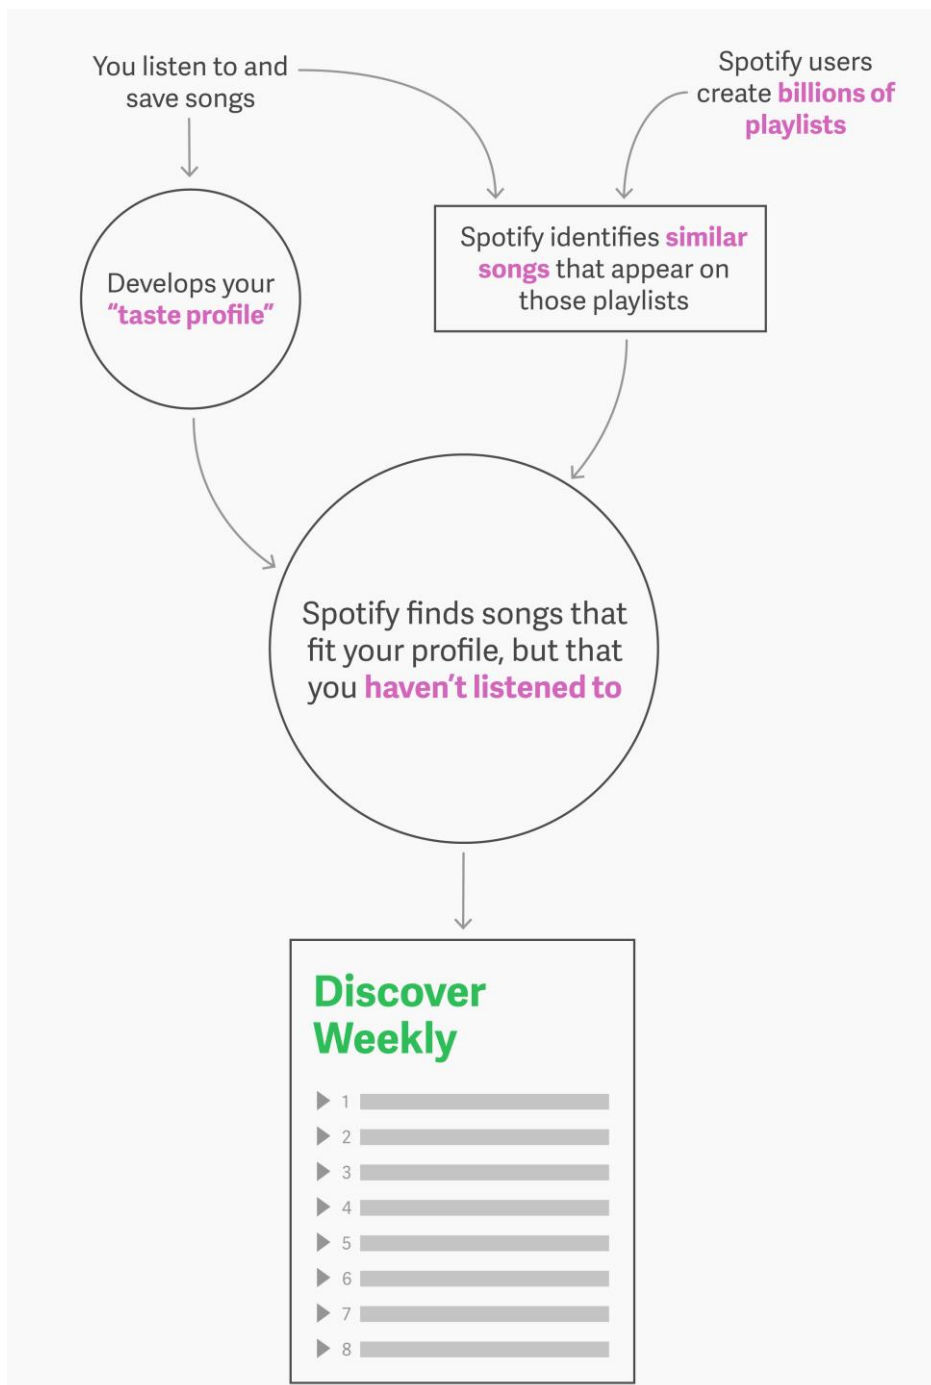 You listen to and
save songs
Spotify users
create billions of
playlists
Develops your
“taste profile”
Spotify identifies similar
songs that appear on
those playlists
Spotify finds songs that
fit your profile, but that
you haven’t listened to
Discover
Weekly
1
2
3
4
5
6
7
8